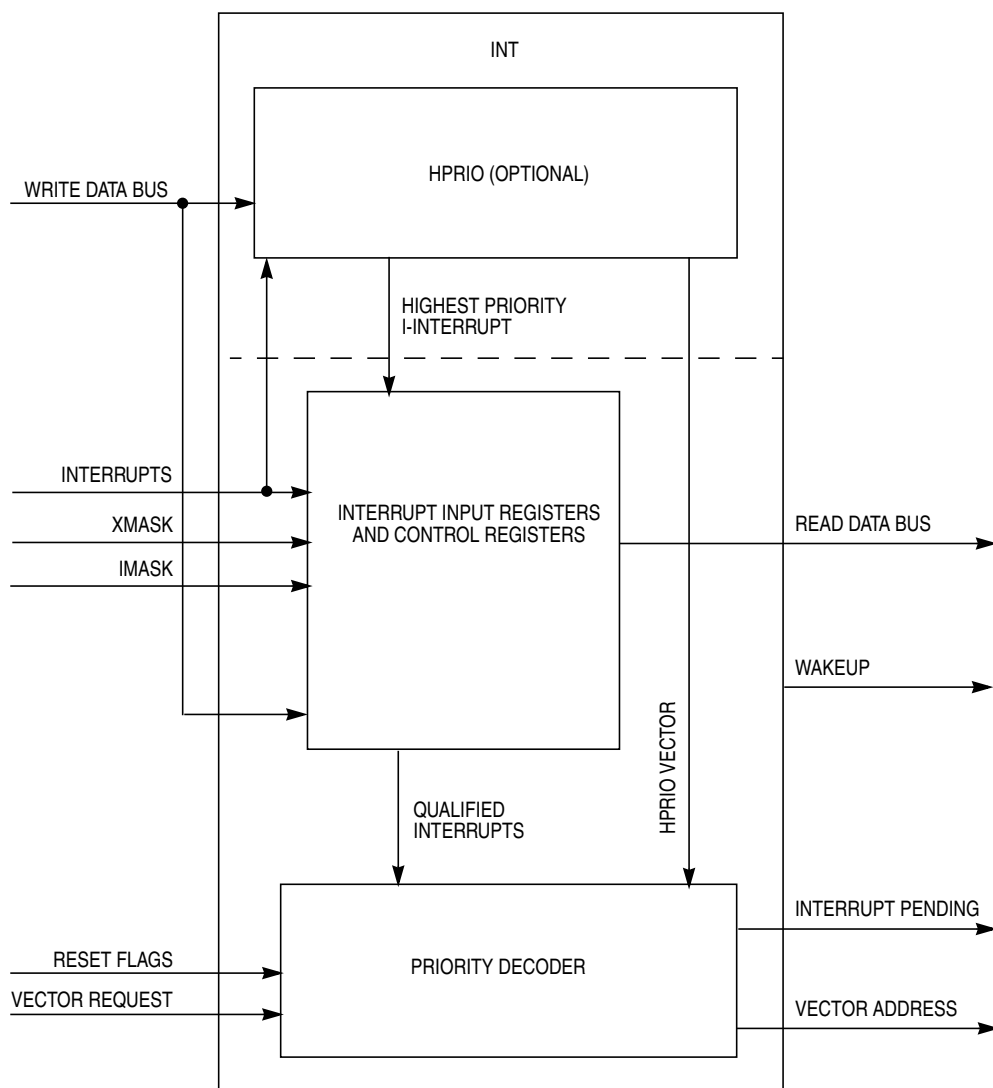 INT
HPRIO (OPTIONAL)
WRITE DATA BUS
HIGHEST PRIORITY
I-INTERRUPT
INTERRUPTS
XMASK
IMASK
INTERRUPT INPUT REGISTERS
AND CONTROL REGISTERS
READ DATA BUS
WAKEUP
HPRIO VECTOR
QUALIFIED
INTERRUPTS
INTERRUPT PENDING
RESET FLAGS
PRIORITY DECODER
VECTOR REQUEST
VECTOR ADDRESS